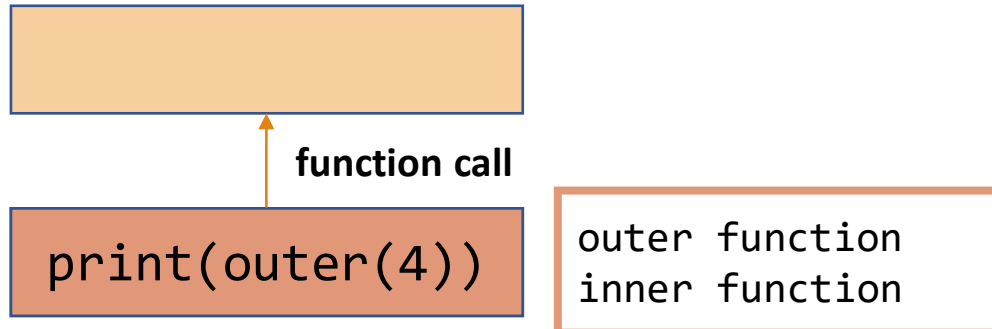 function call
print(outer(4))
outer function
inner function